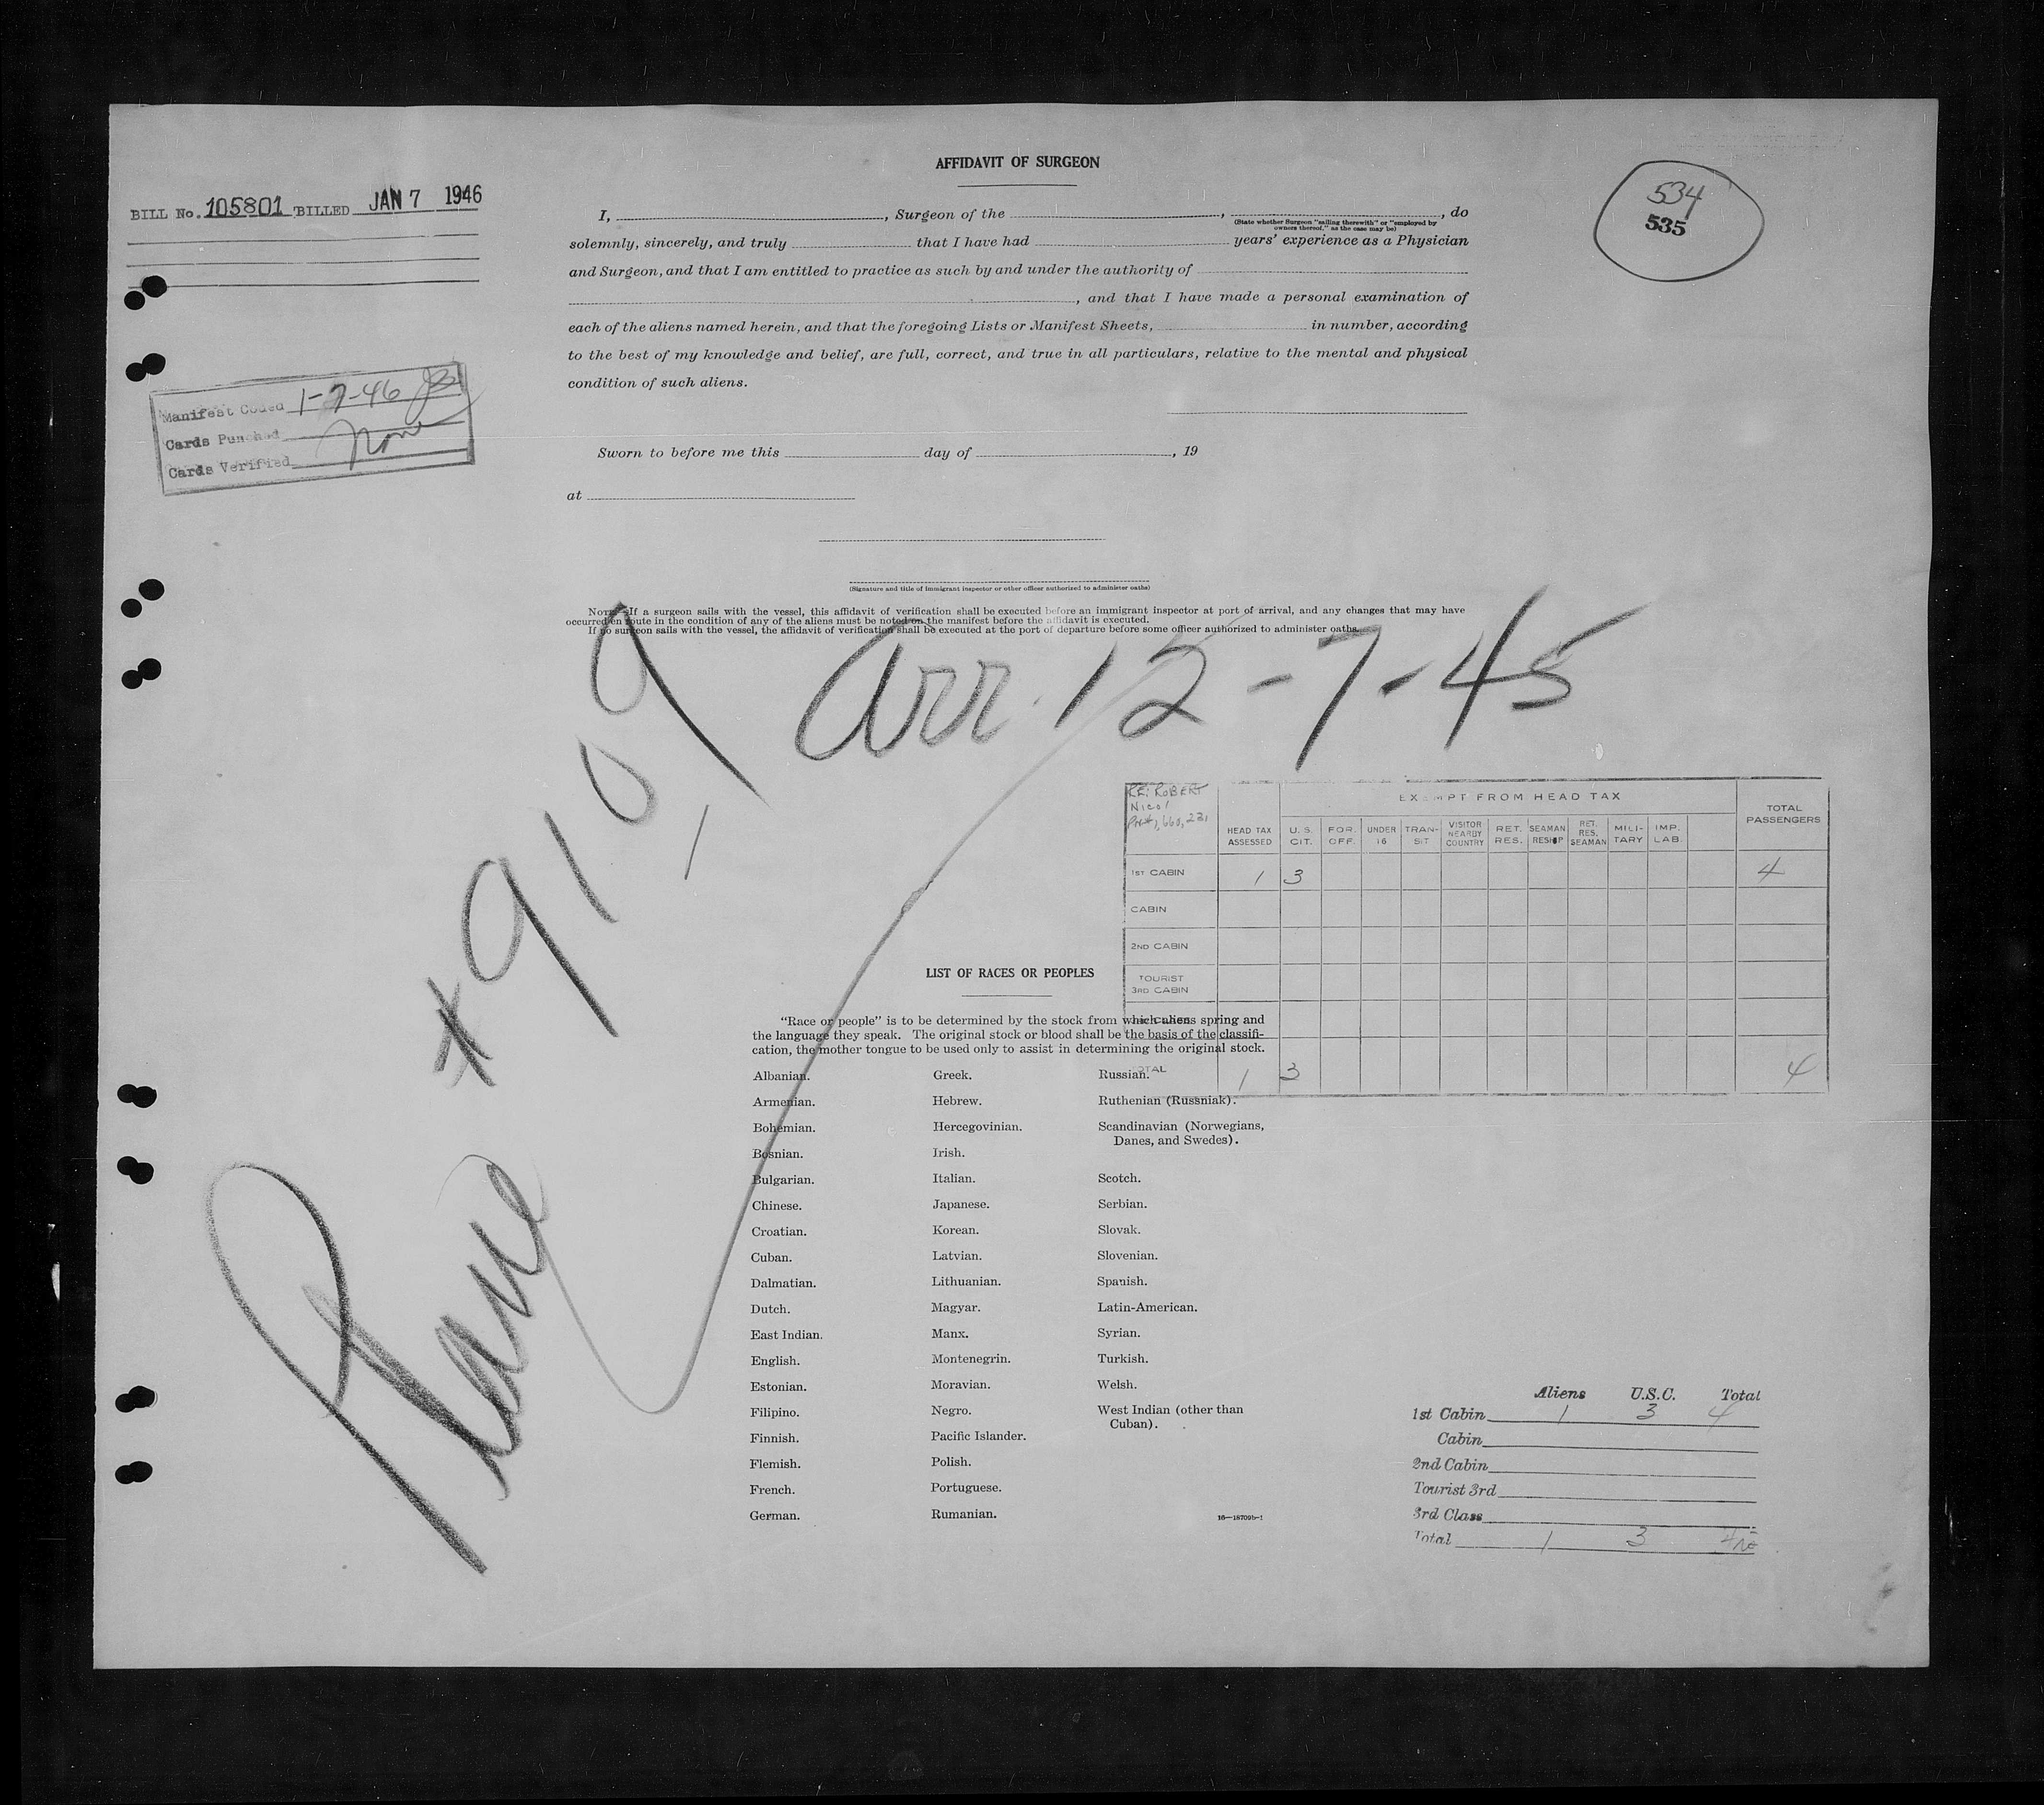 AFFIDAVIT OF SURGEON
BILL No. 105801 BILLED JAN 7 1946
534
535
I, , Surgeon of the , , do
(State whether Surgeon "sailing therewith" or "employed by
owners thereof," as the case may be)
solemnly, sincerely, and truly that I have had years' experience as a Physician
and Surgeon, and that I am entitled to practice as such by and under the authority of
, and that I have made a personal examination of
each of the aliens named herein, and that the foregoing Lists or Manifest Sheets, in number, according
to the best of my knowledge and belief, are full, correct, and true in all particulars, relative to the mental and physical
condition of such aliens.
Manifest Coded 1-7-46
Cards Punched
Cards Verified None
Sworn to before me this day of , 19
at
(Signature and title of immigrant inspector or other officer authorized to administer oaths)
NOTE.—If a surgeon sails with the vessel, this affidavit of verification shall be executed before an immigrant inspector at port of arrival, and any changes that may have
occurred en route in the condition of any of the aliens must be noted on the manifest before the affidavit is executed.
If no surgeon sails with the vessel, the affidavit of verification shall be executed at the port of departure before some officer authorized to administer oaths.
Arr. 12-7-45
Plane #9109
RE: ROBERT
Nicol
EXEMPT FROM HEAD TAX
HEAD TAX ASSESSED U. S. CIT. FOR. OFF. UNDER 16 TRAN-SIT VISITOR NEARBY COUNTRY RET. RES. SEAMAN RESHIP RET. RES. SEAMAN MILI-TARY IMP. LAB. TOTAL PASSENGERS
1ST CABIN 1 3 4
CABIN
2ND CABIN
TOURIST
3RD CABIN
TOTAL 1 3 4
LIST OF RACES OR PEOPLES
"Race or people" is to be determined by the stock from which aliens spring and
the language they speak. The original stock or blood shall be the basis of the classifi-
cation, the mother tongue to be used only to assist in determining the original stock.
Albanian.
Armenian.
Bohemian.
Bosnian.
Bulgarian.
Chinese.
Croatian.
Cuban.
Dalmatian.
Dutch.
East Indian.
English.
Estonian.
Filipino.
Finnish.
Flemish.
French.
German.
Greek.
Hebrew.
Hercegovinian.
Irish.
Italian.
Japanese.
Korean.
Latvian.
Lithuanian.
Magyar.
Manx.
Montenegrin.
Moravian.
Negro.
Pacific Islander.
Polish.
Portuguese.
Rumanian.
Russian.
Ruthenian (Russniak).
Scandinavian (Norwegians,
Danes, and Swedes).
Scotch.
Serbian.
Slovak.
Slovenian.
Spanish.
Latin-American.
Syrian.
Turkish.
Welsh.
West Indian (other than
Cuban).
16—18709b-1
Aliens U.S.C. Total
1st Cabin 1 3 4
Cabin
2nd Cabin
Tourist 3rd
3rd Class
Total 1 3 4